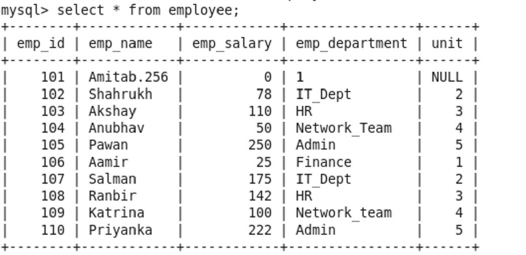 mysql> select * from employee;
+--------+------------+------------+----------------+------+
| emp_id | emp_name   | emp_salary | emp_department | unit |
+--------+------------+------------+----------------+------+
|    101 | Amitab.256 |          0 | 1              | NULL |
|    102 | Shahrukh   |         78 | IT_Dept        |    2 |
|    103 | Akshay     |        110 | HR             |    3 |
|    104 | Anubhav    |         50 | Network_Team   |    4 |
|    105 | Pawan      |        250 | Admin          |    5 |
|    106 | Aamir      |         25 | Finance        |    1 |
|    107 | Salman     |        175 | IT_Dept        |    2 |
|    108 | Ranbir     |        142 | HR             |    3 |
|    109 | Katrina    |        100 | Network_team   |    4 |
|    110 | Priyanka   |        222 | Admin          |    5 |
+--------+------------+------------+----------------+------+